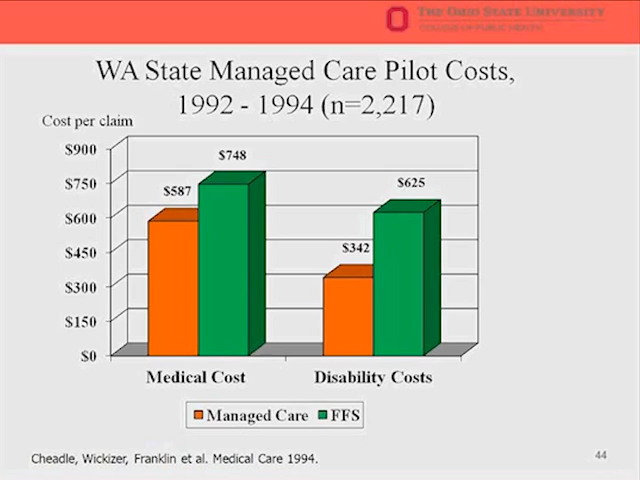 THE OHIO STATE UNIVERSITY
COLLEGE OF PUBLIC HEALTH
WA State Managed Care Pilot Costs,
1992 - 1994 (n=2,217)
Cost per claim
$900
$750
$600
$450
$300
$150
$0
$587
$748
$342
$625
Medical Cost
Disability Costs
Managed Care
FFS
Cheadle, Wickizer, Franklin et al. Medical Care 1994.
44